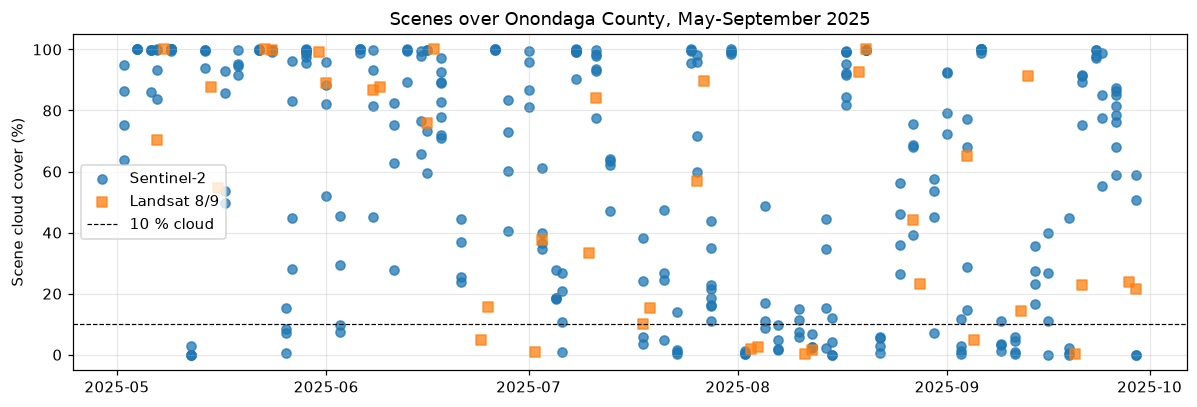 Scenes over Onondaga County, May-September 2025
Scene cloud cover (%)
100
80
60
40
20
0
Sentinel-2
Landsat 8/9
10 % cloud
2025-05
2025-06
2025-07
2025-08
2025-09
2025-10